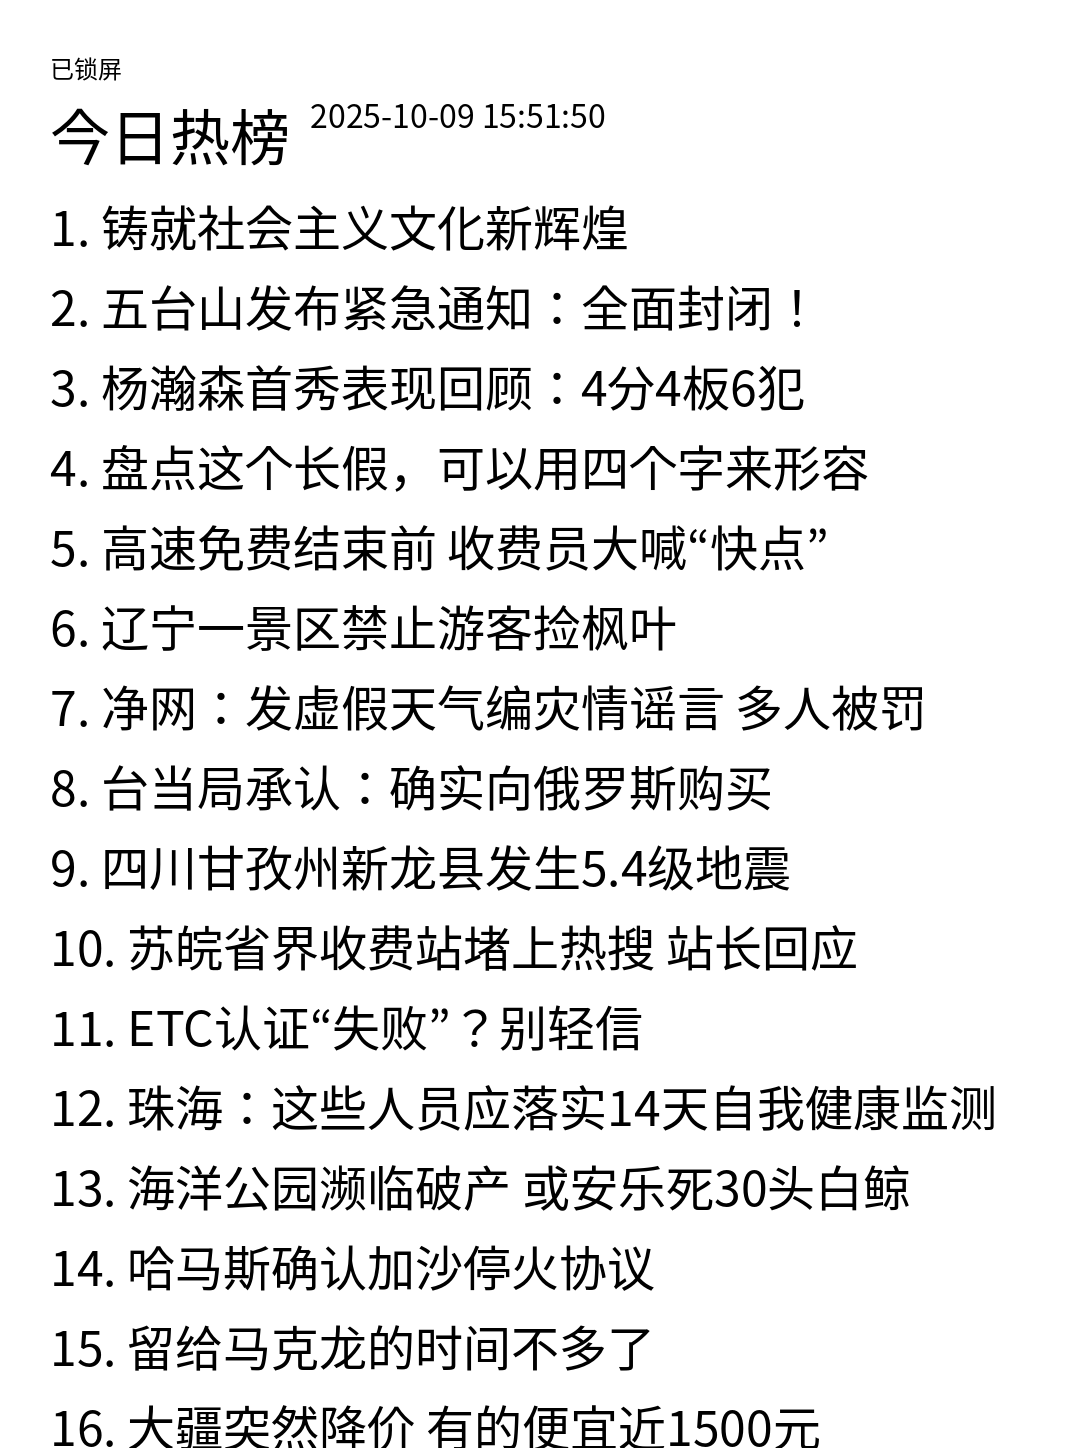 已锁屏
今日热榜 2025-10-09 15:51:50
1. 铸就社会主义文化新辉煌
2. 五台山发布紧急通知：全面封闭！
3. 杨瀚森首秀表现回顾：4分4板6犯
4. 盘点这个长假，可以用四个字来形容
5. 高速免费结束前 收费员大喊“快点”
6. 辽宁一景区禁止游客捡枫叶
7. 净网：发虚假天气编灾情谣言 多人被罚
8. 台当局承认：确实向俄罗斯购买
9. 四川甘孜州新龙县发生5.4级地震
10. 苏皖省界收费站堵上热搜 站长回应
11. ETC认证“失败”？别轻信
12. 珠海：这些人员应落实14天自我健康监测
13. 海洋公园濒临破产 或安乐死30头白鲸
14. 哈马斯确认加沙停火协议
15. 留给马克龙的时间不多了
16. 大疆突然降价 有的便宜近1500元